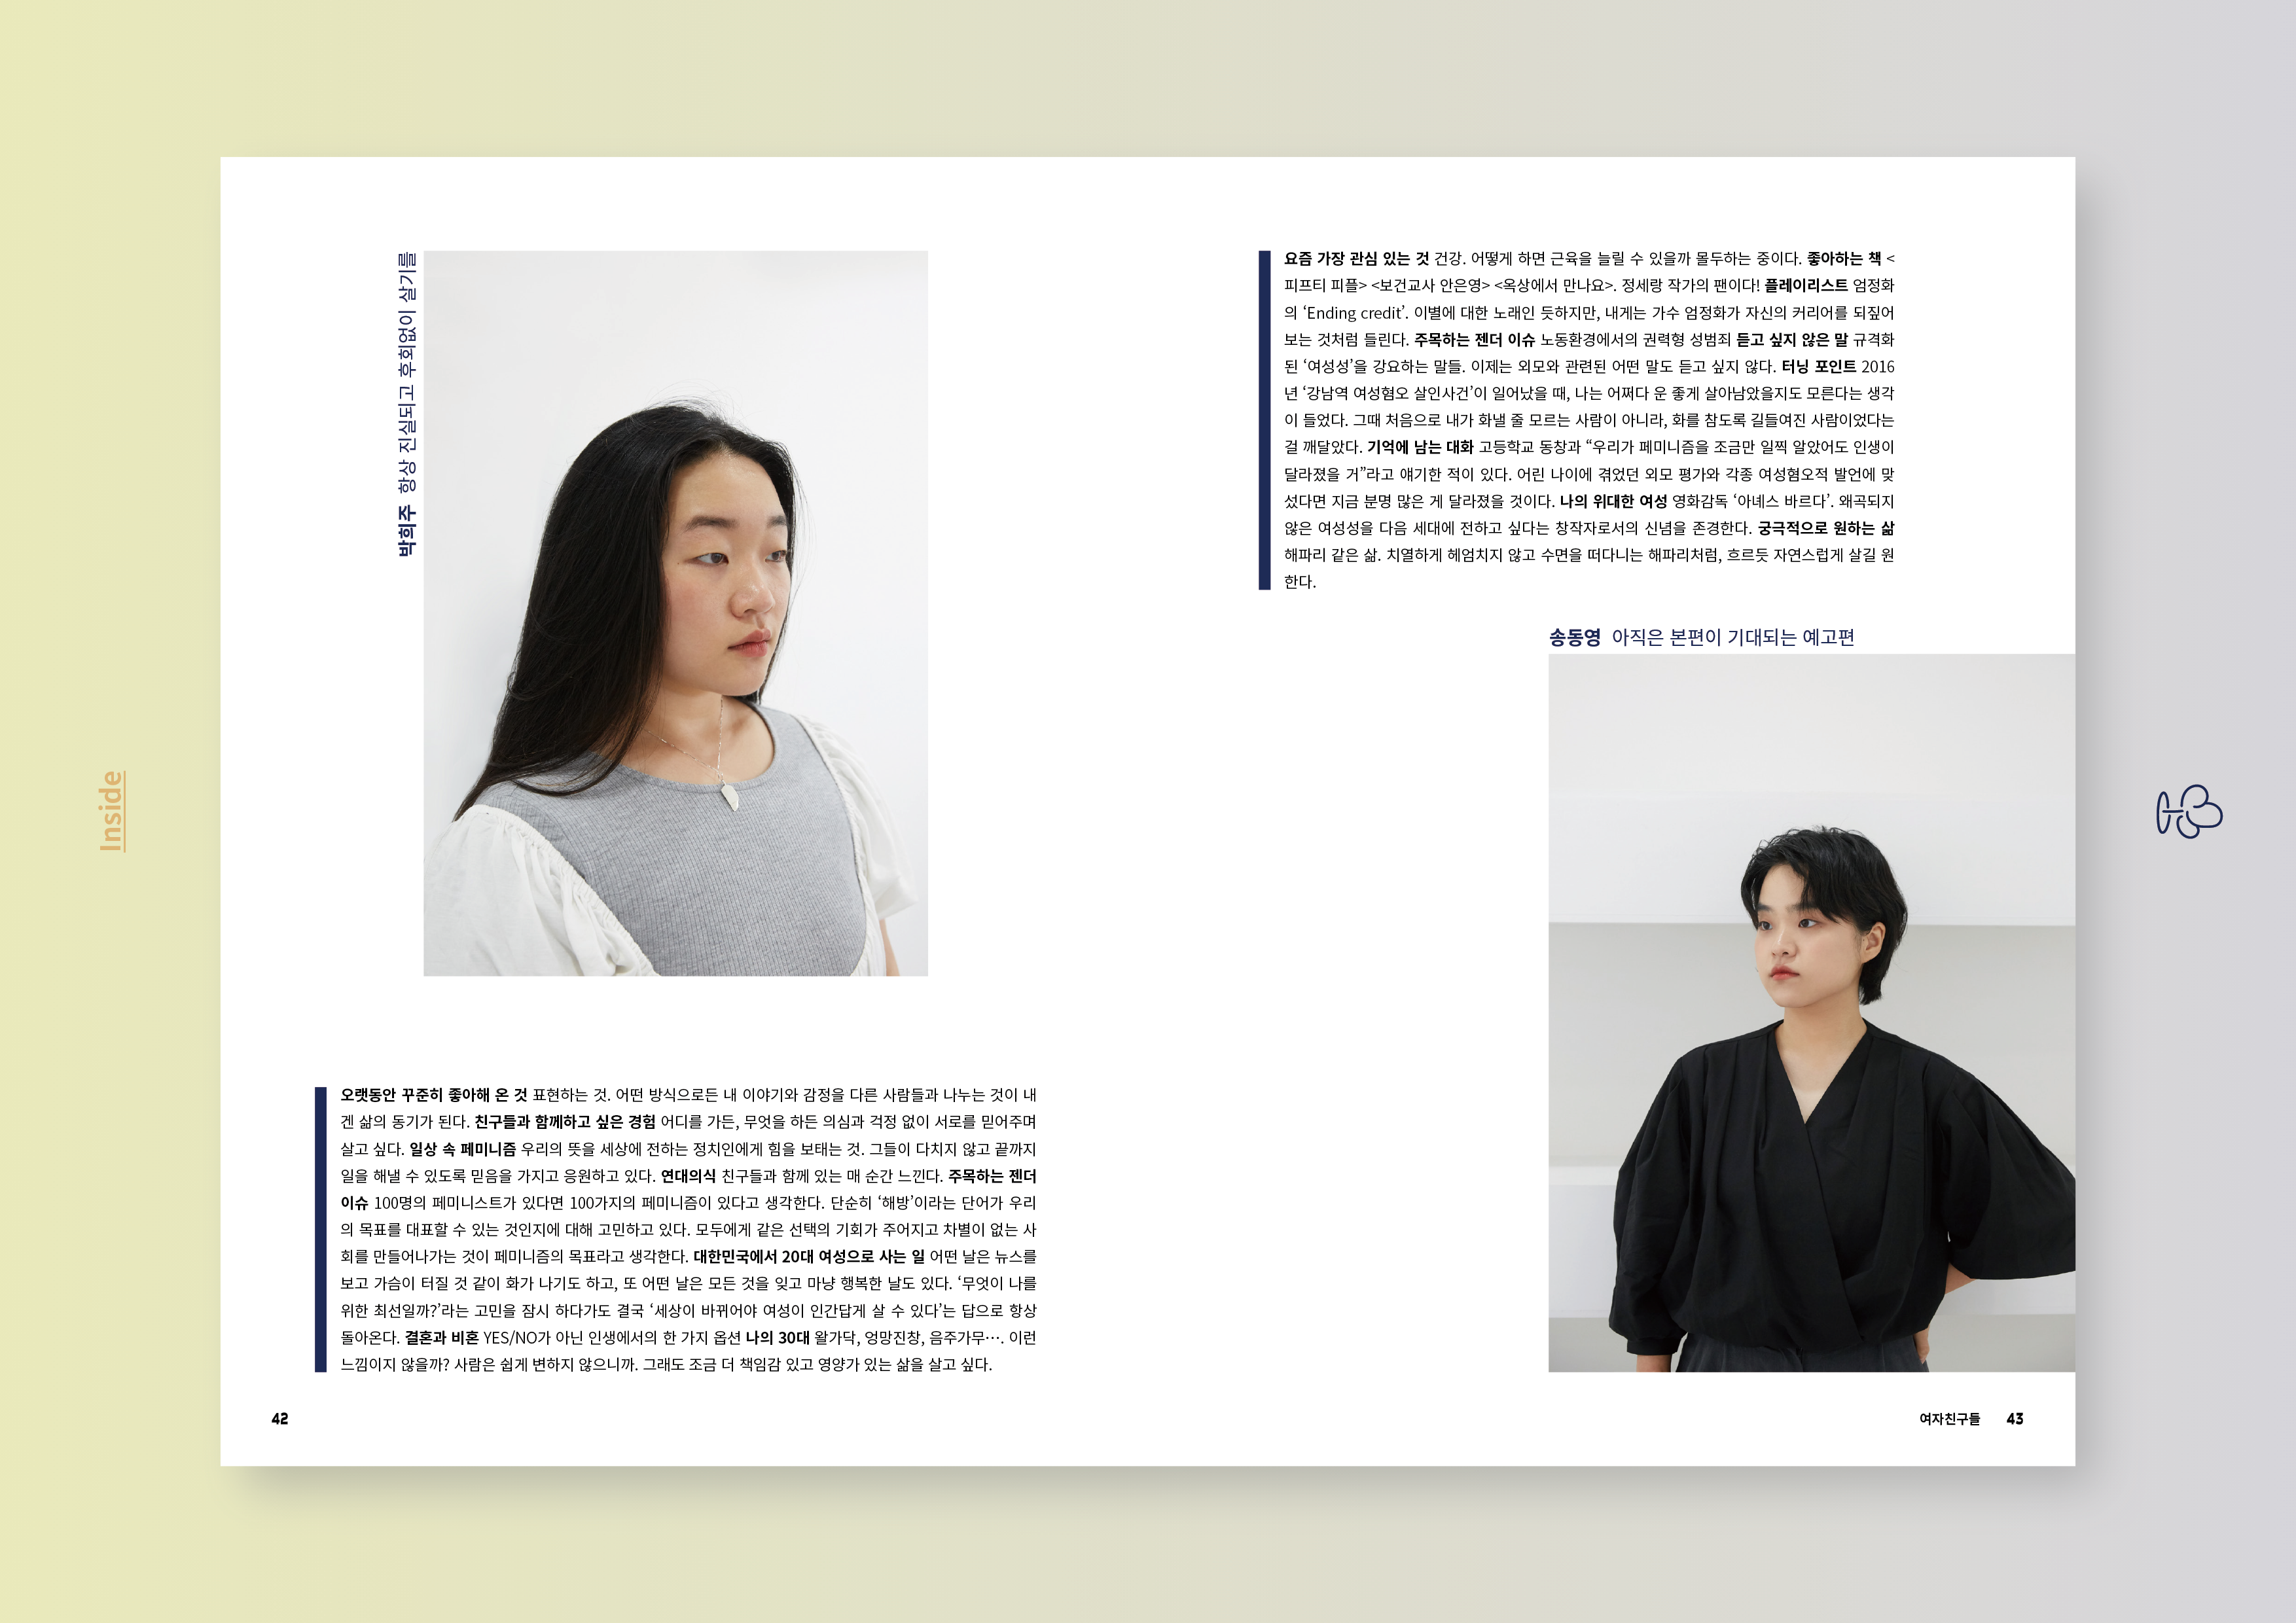 Inside
박희주 항상 진실되고 후회없이 살기를
오랫동안 꾸준히 좋아해 온 것 표현하는 것. 어떤 방식으로든 내 이야기와 감정을 다른 사람들과 나누는 것이 내
겐 삶의 동기가 된다. 친구들과 함께하고 싶은 경험 어디를 가든, 무엇을 하든 의심과 걱정 없이 서로를 믿어주며
살고 싶다. 일상 속 페미니즘 우리의 뜻을 세상에 전하는 정치인에게 힘을 보태는 것. 그들이 다치지 않고 끝까지
일을 해낼 수 있도록 믿음을 가지고 응원하고 있다. 연대의식 친구들과 함께 있는 매 순간 느낀다. 주목하는 젠더
이슈 100명의 페미니스트가 있다면 100가지의 페미니즘이 있다고 생각한다. 단순히 ‘해방’이라는 단어가 우리
의 목표를 대표할 수 있는 것인지에 대해 고민하고 있다. 모두에게 같은 선택의 기회가 주어지고 차별이 없는 사
회를 만들어나가는 것이 페미니즘의 목표라고 생각한다. 대한민국에서 20대 여성으로 사는 일 어떤 날은 뉴스를
보고 가슴이 터질 것 같이 화가 나기도 하고, 또 어떤 날은 모든 것을 잊고 마냥 행복한 날도 있다. ‘무엇이 나를
위한 최선일까?’라는 고민을 잠시 하다가도 결국 ‘세상이 바뀌어야 여성이 인간답게 살 수 있다’는 답으로 항상
돌아온다. 결혼과 비혼 YES/NO가 아닌 인생에서의 한 가지 옵션 나의 30대 왈가닥, 엉망진창, 음주가무…. 이런
느낌이지 않을까? 사람은 쉽게 변하지 않으니까. 그래도 조금 더 책임감 있고 영양가 있는 삶을 살고 싶다.
42
요즘 가장 관심 있는 것 건강. 어떻게 하면 근육을 늘릴 수 있을까 몰두하는 중이다. 좋아하는 책 <
피프티 피플> <보건교사 안은영> <옥상에서 만나요>. 정세랑 작가의 팬이다! 플레이리스트 엄정화
의 ‘Ending credit’. 이별에 대한 노래인 듯하지만, 내게는 가수 엄정화가 자신의 커리어를 되짚어
보는 것처럼 들린다. 주목하는 젠더 이슈 노동환경에서의 권력형 성범죄 듣고 싶지 않은 말 규격화
된 ‘여성성’을 강요하는 말들. 이제는 외모와 관련된 어떤 말도 듣고 싶지 않다. 터닝 포인트 2016
년 ‘강남역 여성혐오 살인사건’이 일어났을 때, 나는 어쩌다 운 좋게 살아남았을지도 모른다는 생각
이 들었다. 그때 처음으로 내가 화낼 줄 모르는 사람이 아니라, 화를 참도록 길들여진 사람이었다는
걸 깨달았다. 기억에 남는 대화 고등학교 동창과 “우리가 페미니즘을 조금만 일찍 알았어도 인생이
달라졌을 거”라고 얘기한 적이 있다. 어린 나이에 겪었던 외모 평가와 각종 여성혐오적 발언에 맞
섰다면 지금 분명 많은 게 달라졌을 것이다. 나의 위대한 여성 영화감독 ‘아녜스 바르다’. 왜곡되지
않은 여성성을 다음 세대에 전하고 싶다는 창작자로서의 신념을 존경한다. 궁극적으로 원하는 삶
해파리 같은 삶. 치열하게 헤엄치지 않고 수면을 떠다니는 해파리처럼, 흐르듯 자연스럽게 살길 원
한다.
송동영 아직은 본편이 기대되는 예고편
여자친구들 43